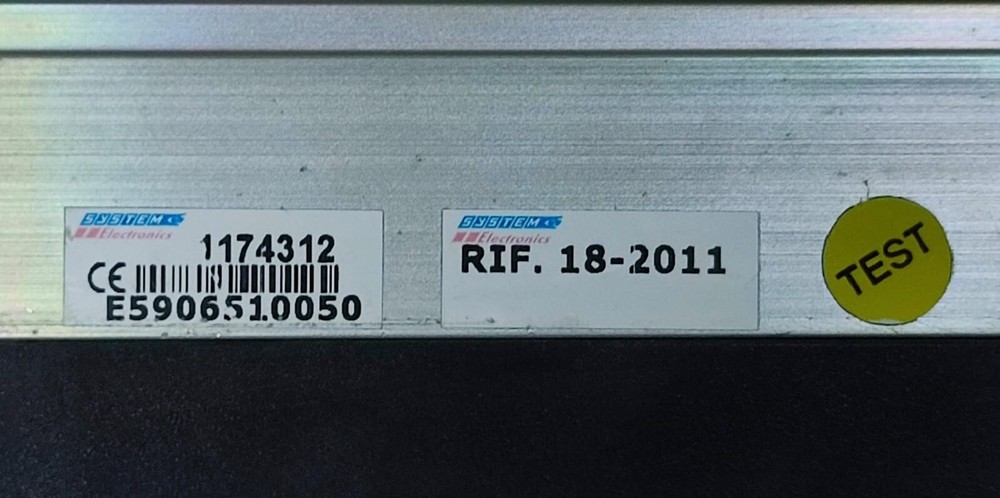 SYSTEM
Electronics
1174312
CE
E5906510050
SYSTEM
Electronics
RIF. 18-2011
TEST